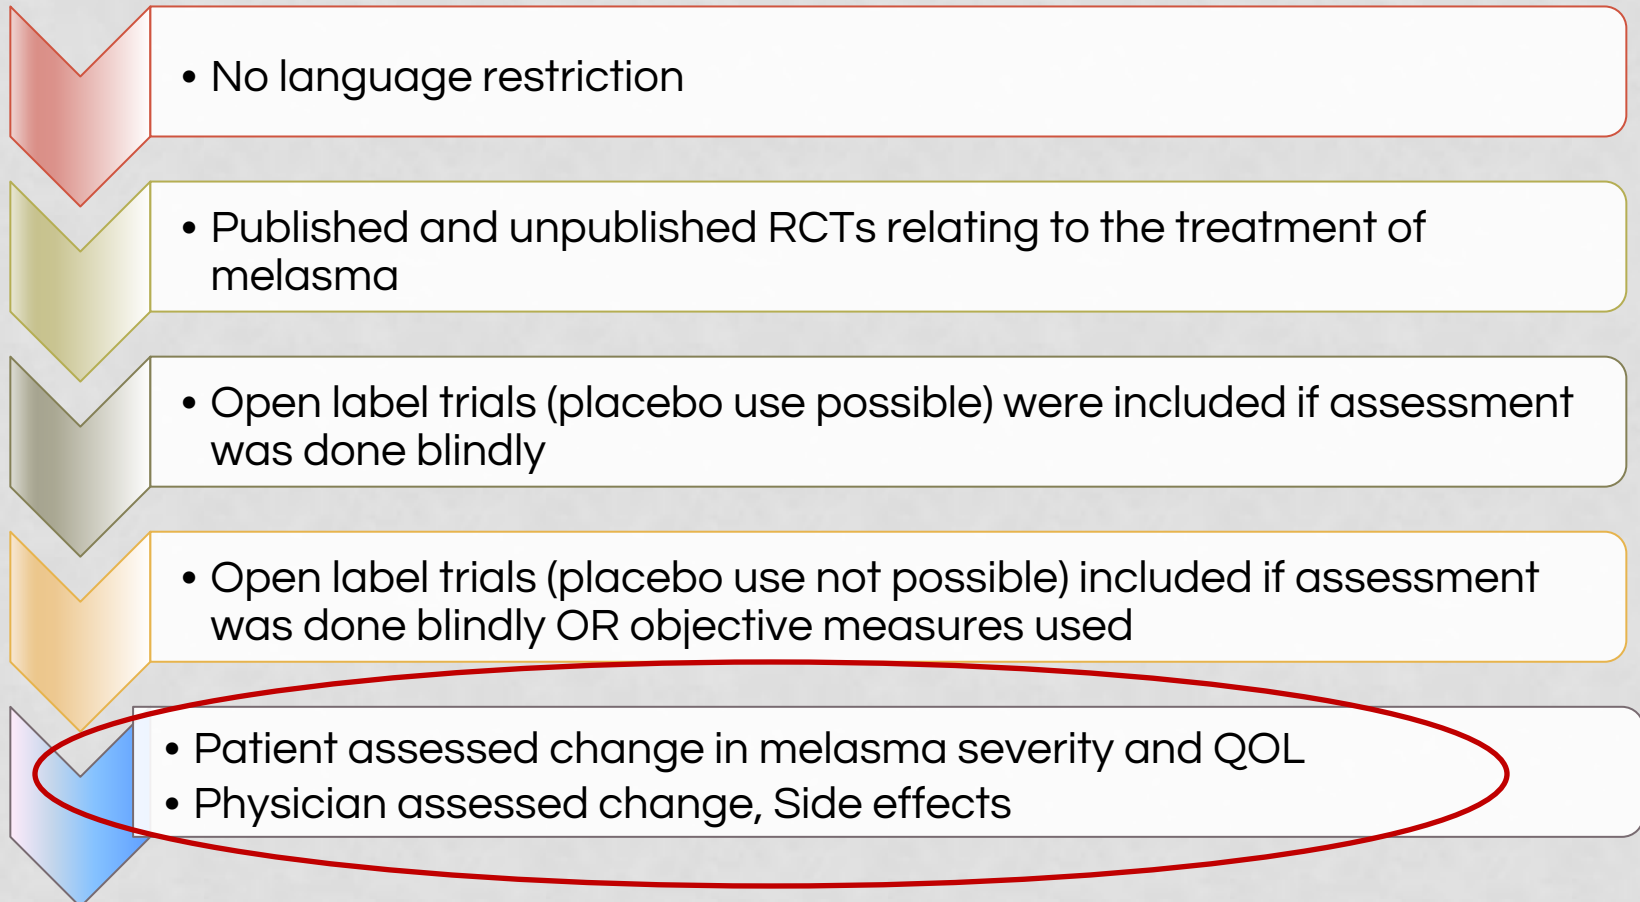 • No language restriction
• Published and unpublished RCTs relating to the treatment of
melasma
• Open label trials (placebo use possible) were included if assessment
was done blindly
• Open label trials (placebo use not possible) included if assessment
was done blindly OR objective measures used
• Patient assessed change in melasma severity and QOL
• Physician assessed change, Side effects